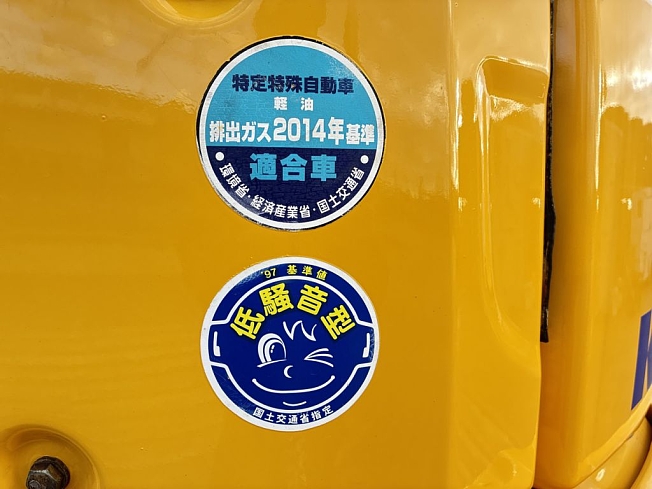 特定特殊自動車
軽油
排出ガス2014年基準
適合車
・環境省・経済産業省・国土交通省・
'97 基準値
低騒音型
国土交通省指定
K